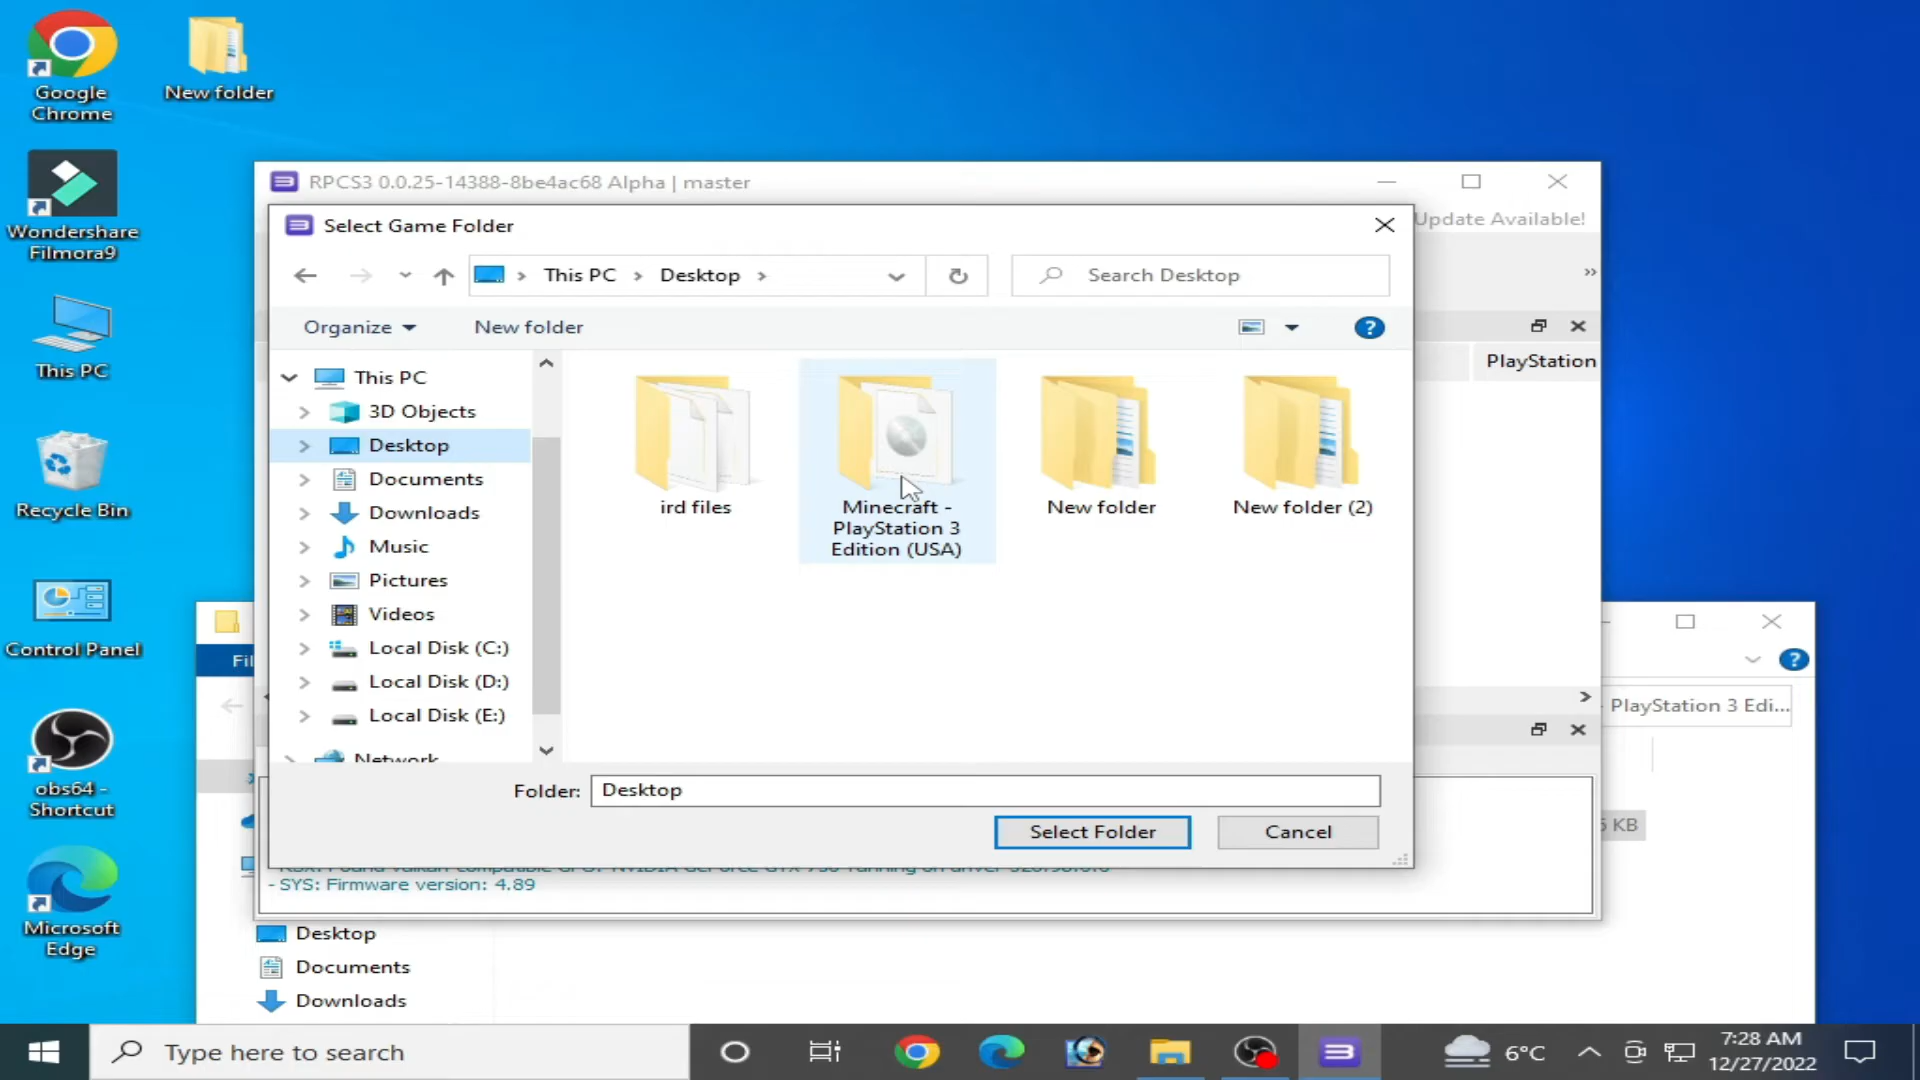 Google
Chrome
New folder
Wondershare
Filmora9
This PC
Recycle Bin
Control Panel
obs64 -
Shortcut
Microsoft
Edge
RPCS3 0.0.25-14388-8be4ac68 Alpha | master
Update Available!
Select Game Folder
This PC
Desktop
Search Desktop
Organize
New folder
PlayStation
This PC
3D Objects
Desktop
Documents
Downloads
Music
Pictures
Videos
Local Disk (C:)
Local Disk (D:)
Local Disk (E:)
Network
ird files
Minecraft -
PlayStation 3
Edition (USA)
New folder
New folder (2)
Folder:
Desktop
Select Folder
Cancel
Fil
PlayStation 3 Edi...
KB
- SYS: Firmware version: 4.89
Desktop
Documents
Downloads
Type here to search
6°C
7:28 AM
12/27/2022